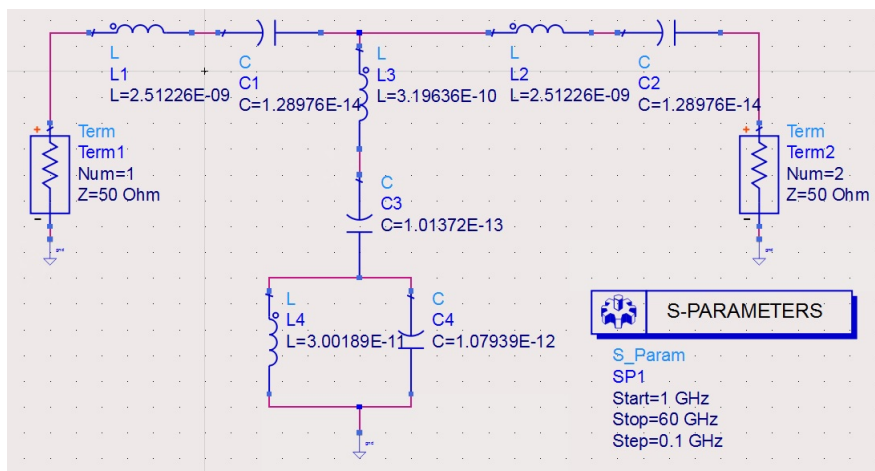 L
L1
L=2.51226E-09
C
C1
C=1.28976E-14
L
L3
L=3.19636E-10
L
L2
L=2.51226E-09
C
C2
C=1.28976E-14
+
Term
Term1
Num=1
Z=50 Ohm
-
+
Term
Term2
Num=2
Z=50 Ohm
-
C
C3
C=1.01372E-13
L
L4
L=3.00189E-11
C
C4
C=1.07939E-12
S-PARAMETERS
S_Param
SP1
Start=1 GHz
Stop=60 GHz
Step=0.1 GHz